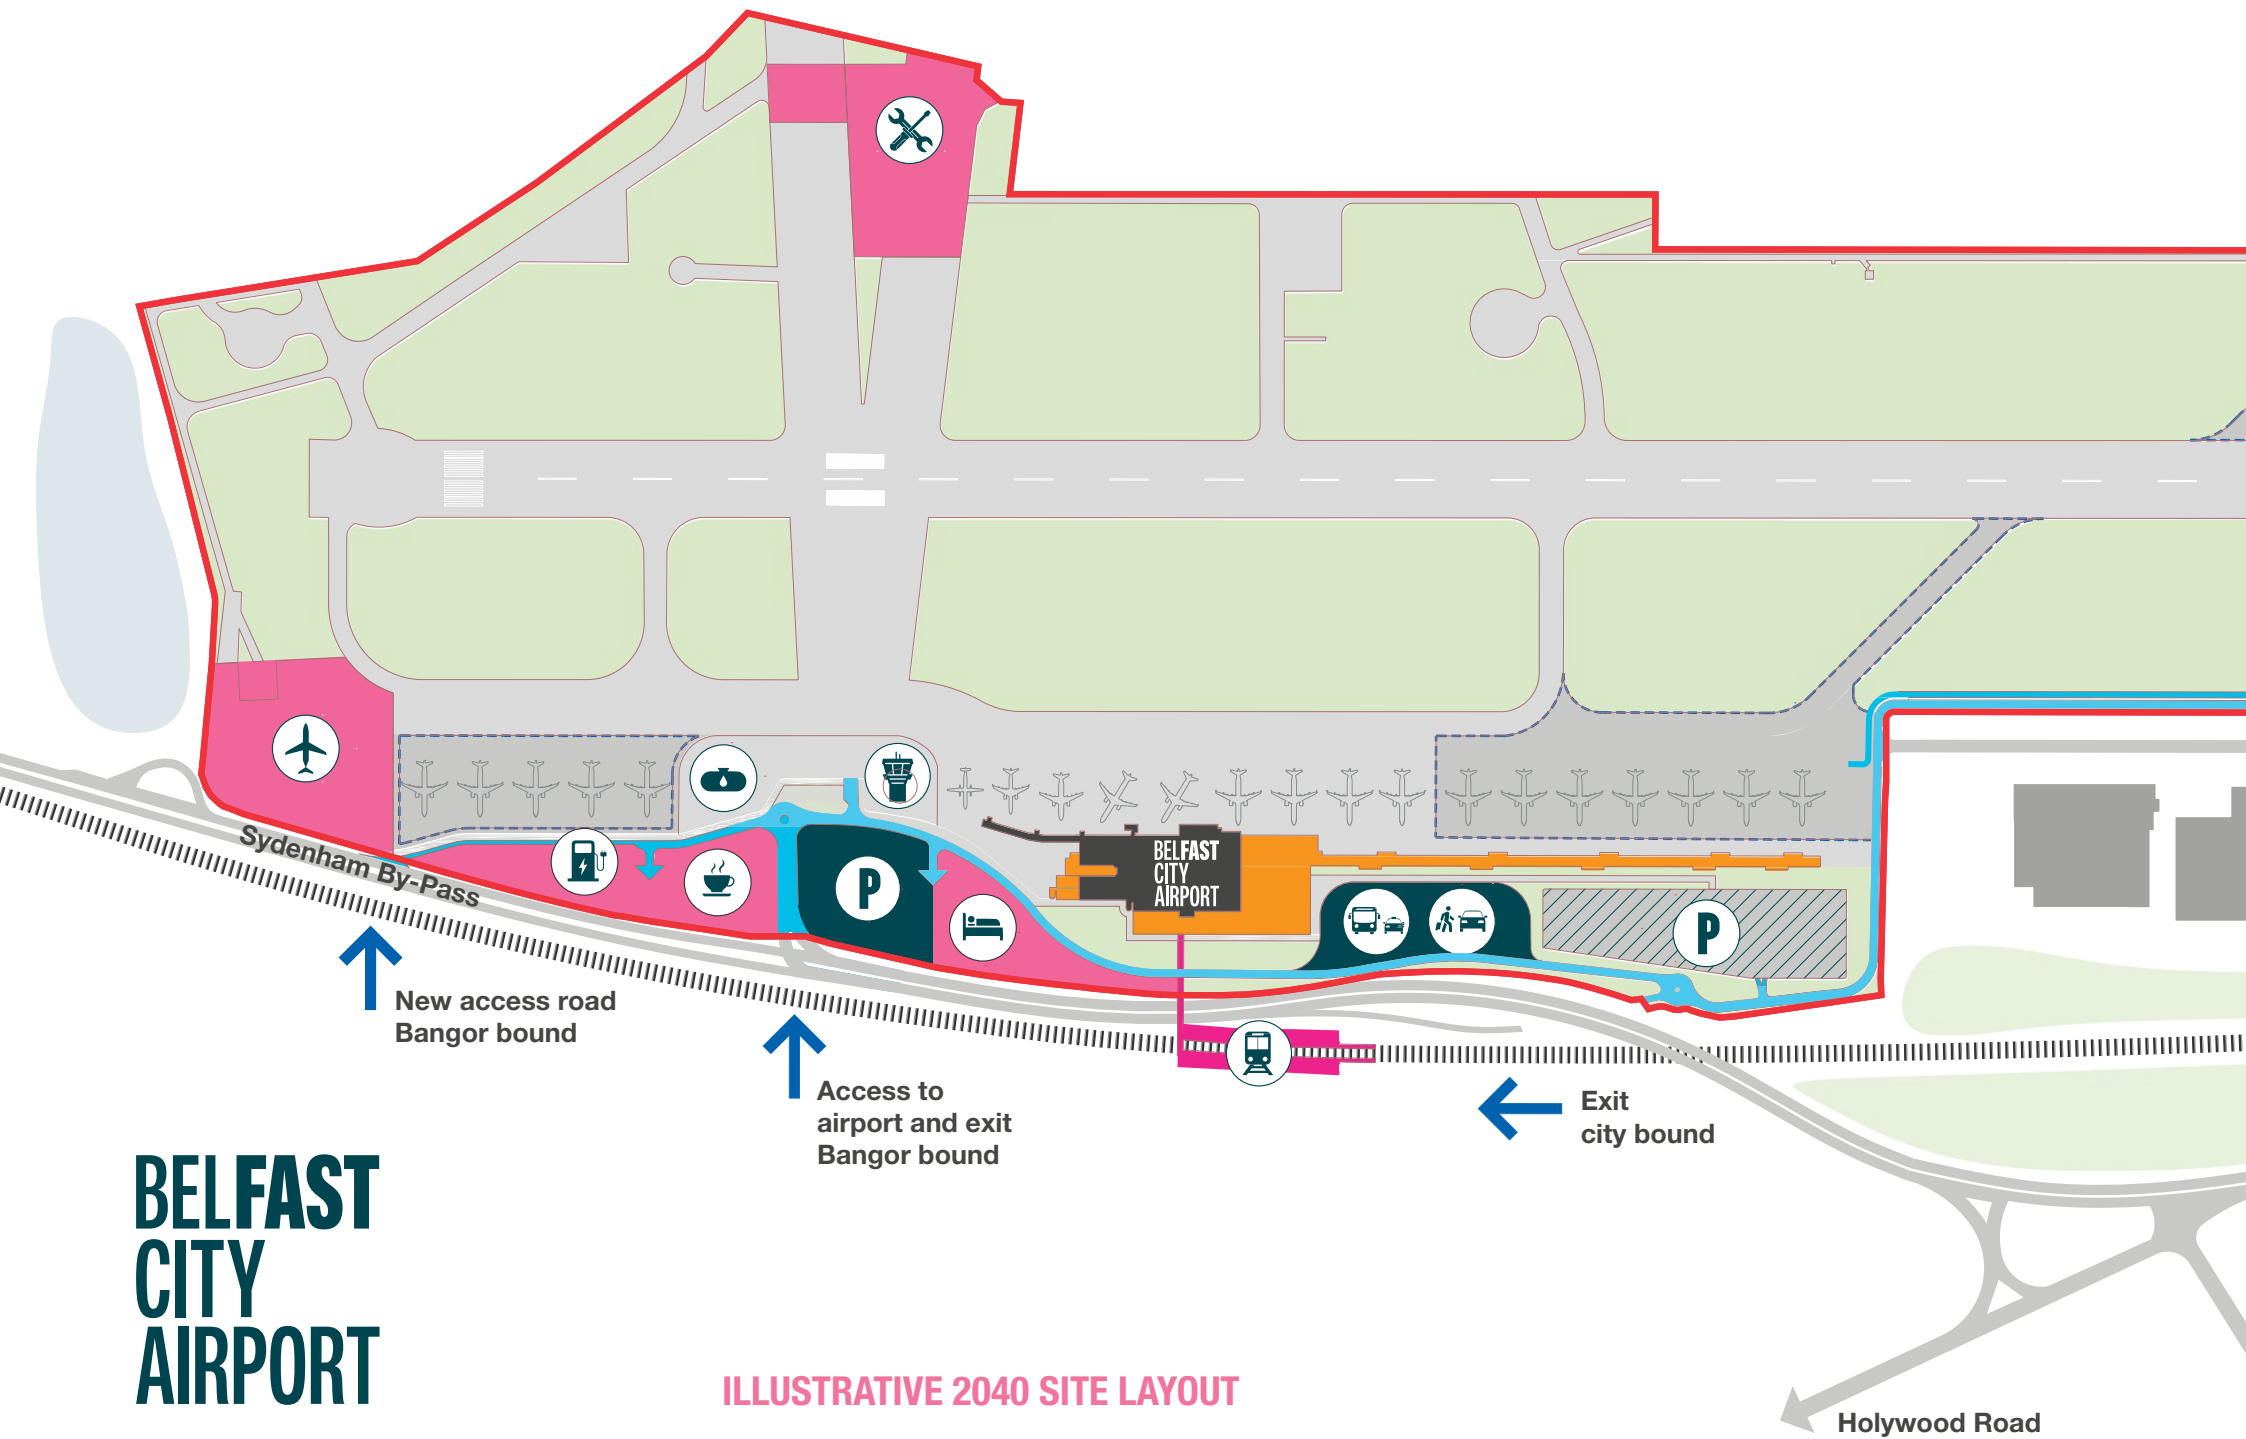 BELFAST
CITY
AIRPORT
P
P
Sydenham By-Pass
New access road
Bangor bound
Access to
airport and exit
Bangor bound
Exit
city bound
BELFAST
CITY
AIRPORT
ILLUSTRATIVE 2040 SITE LAYOUT
Holywood Road